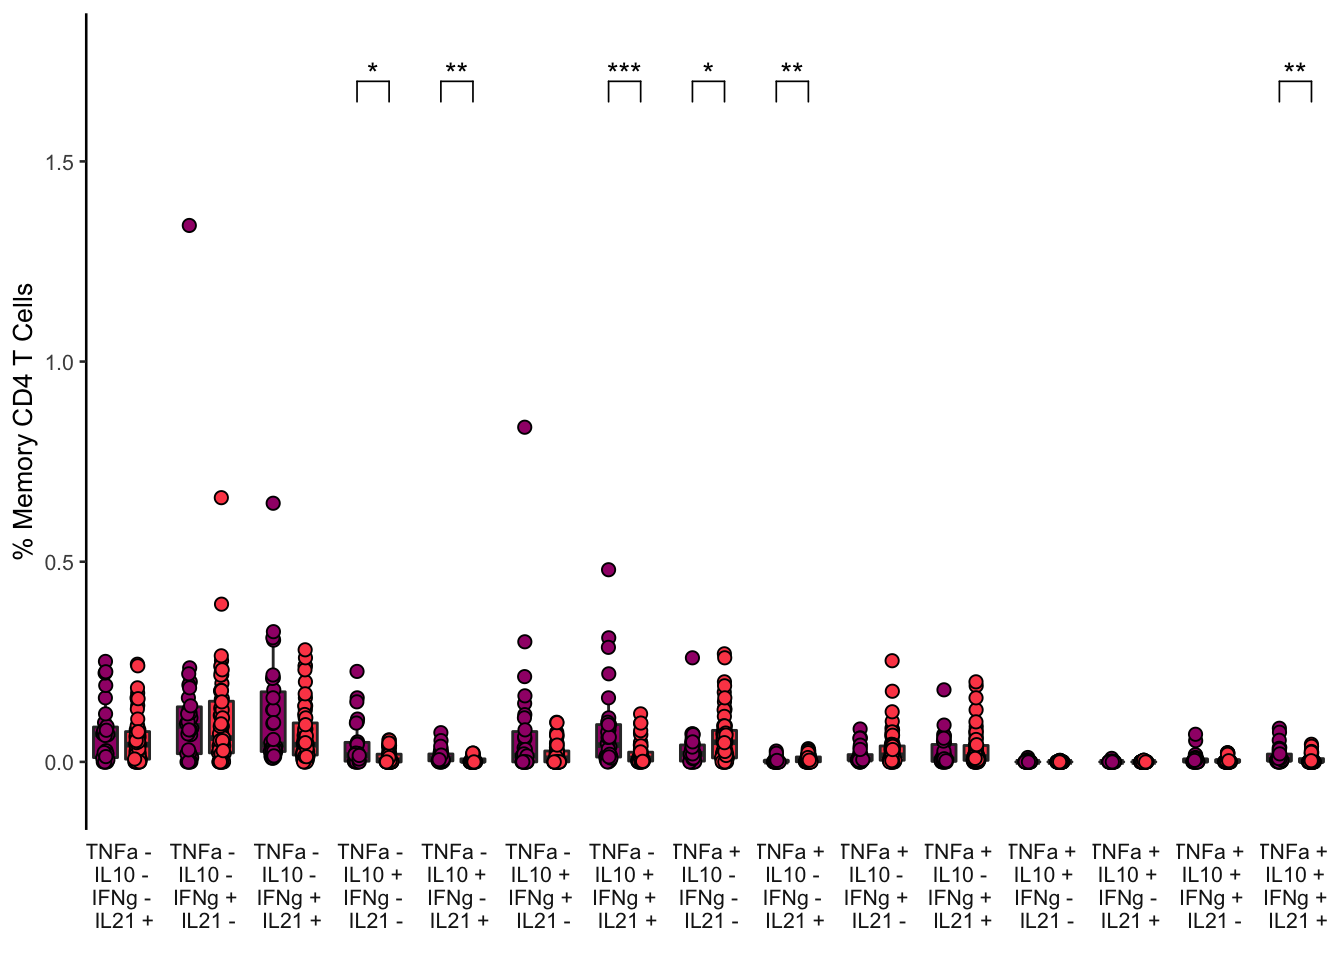 * ** *** * ** **
1.5
1.0
0.5
0.0
% Memory CD4 T Cells
TNFa - TNFa - TNFa - TNFa - TNFa - TNFa - TNFa - TNFa + TNFa + TNFa + TNFa + TNFa + TNFa + TNFa + TNFa +
IL10 - IL10 - IL10 - IL10 + IL10 + IL10 + IL10 + IL10 - IL10 - IL10 - IL10 - IL10 + IL10 + IL10 + IL10 +
IFNg - IFNg + IFNg + IFNg - IFNg - IFNg + IFNg + IFNg - IFNg - IFNg + IFNg + IFNg - IFNg - IFNg + IFNg +
IL21 + IL21 - IL21 + IL21 - IL21 + IL21 - IL21 + IL21 - IL21 + IL21 - IL21 + IL21 - IL21 + IL21 - IL21 +